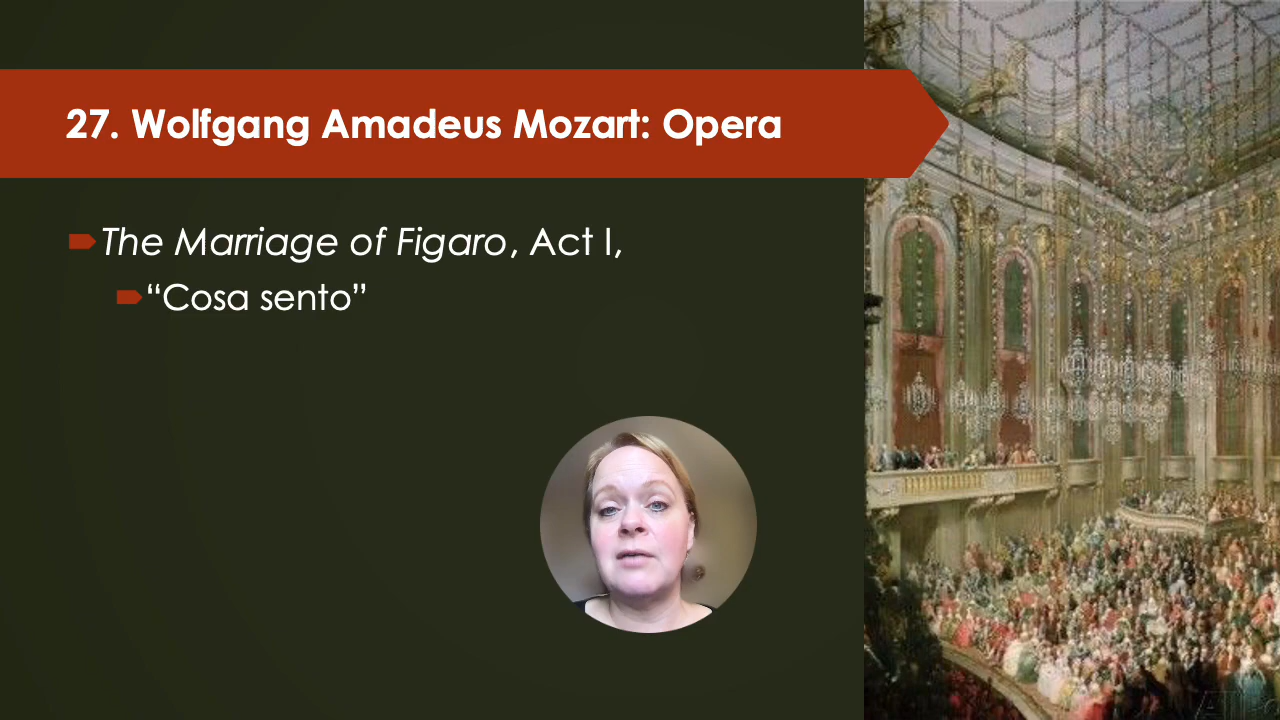 27. Wolfgang Amadeus Mozart: Opera
The Marriage of Figaro, Act I,
“Cosa sento”